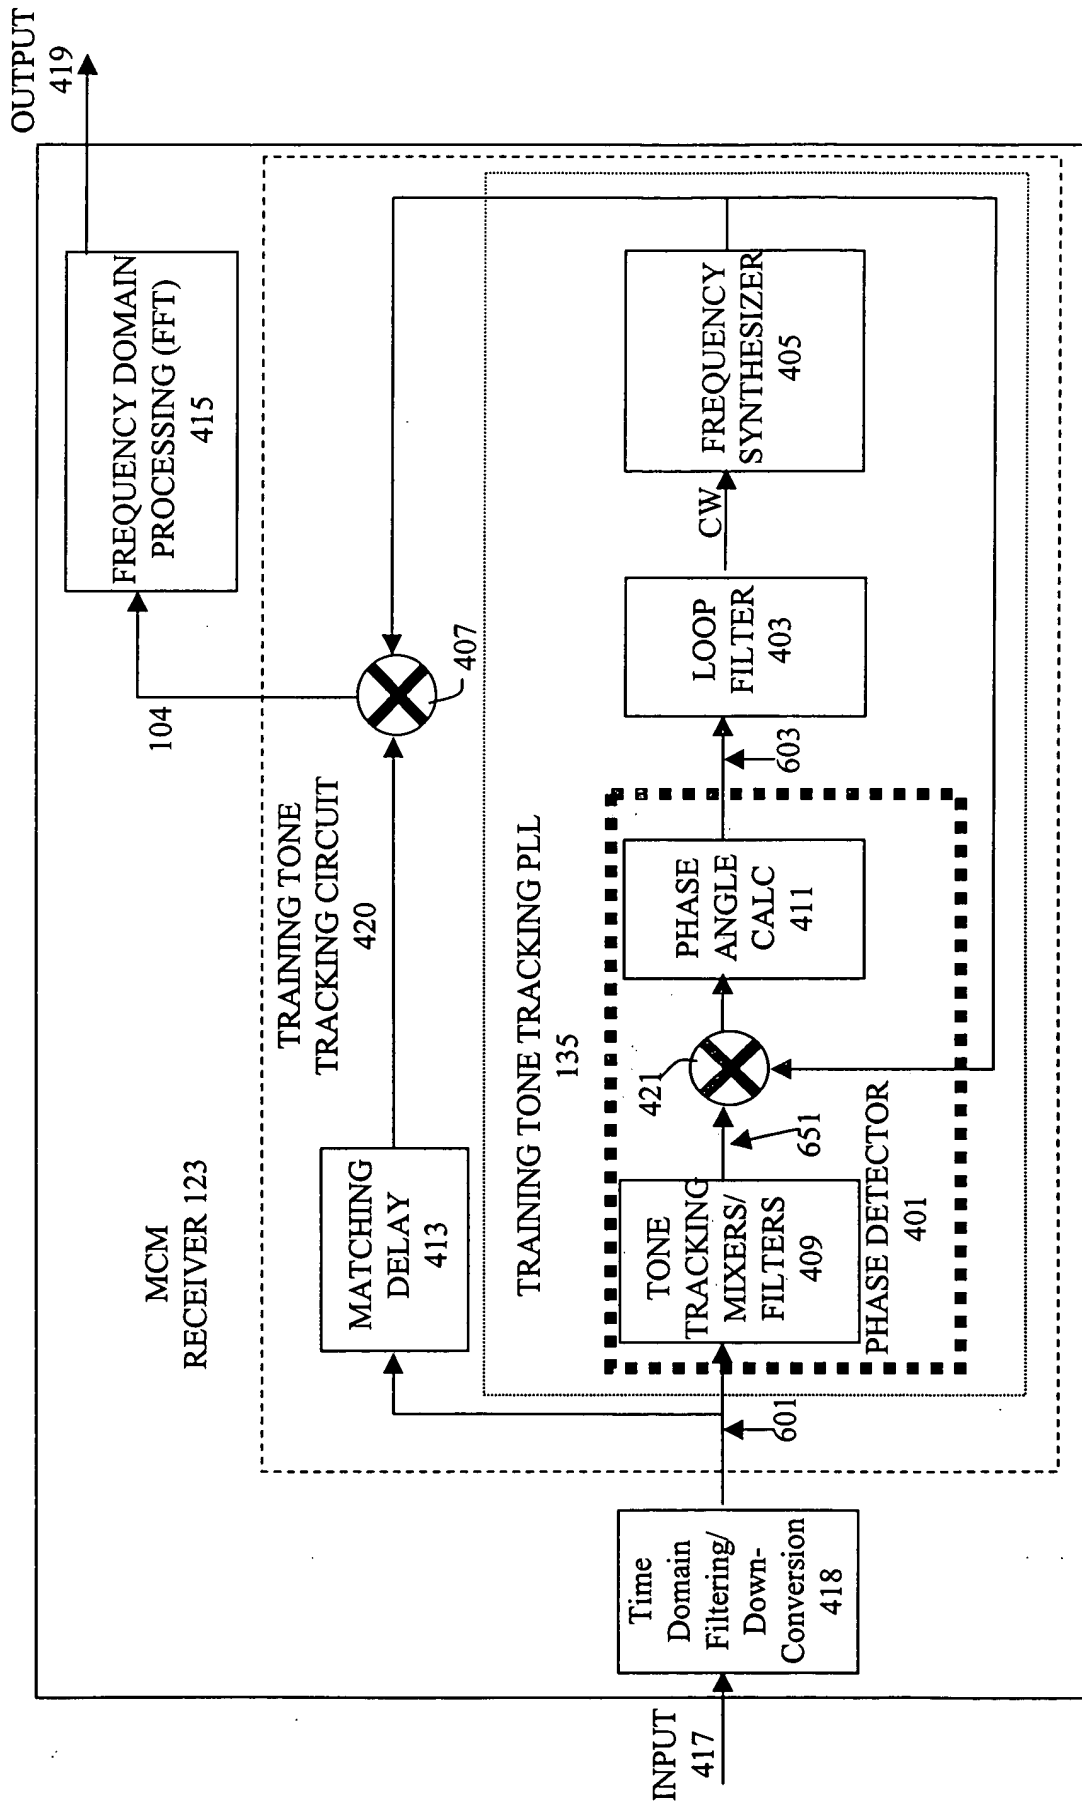 MCM
RECEIVER 123
OUTPUT
419
FREQUENCY DOMAIN
PROCESSING (FFT)
415
104
TRAINING TONE
TRACKING CIRCUIT
420
407
MATCHING
DELAY
413
TRAINING TONE TRACKING PLL
135
INPUT
417
Time
Domain
Filtering/
Down-
Conversion
418
601
TONE
TRACKING
MIXERS/
FILTERS
409
651
421
PHASE
ANGLE
CALC
411
PHASE DETECTOR
401
603
LOOP
FILTER
403
CW
FREQUENCY
SYNTHESIZER
405